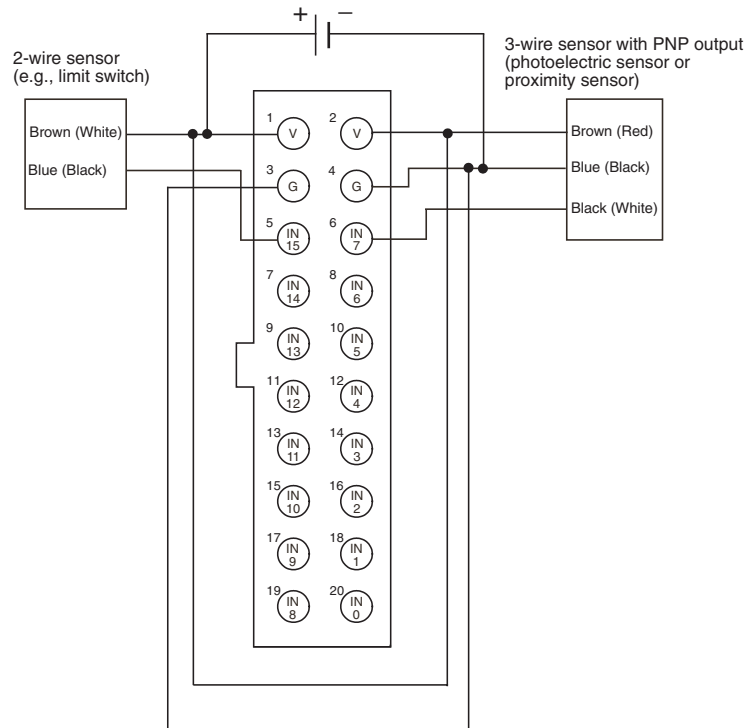 + −
2-wire sensor
(e.g., limit switch)
3-wire sensor with PNP output
(photoelectric sensor or
proximity sensor)
Brown (White)
Blue (Black)
Brown (Red)
Blue (Black)
Black (White)
1 V 2 V
3 G 4 G
5 IN 15 6 IN 7
7 IN 14 8 IN 6
9 IN 13 10 IN 5
11 IN 12 12 IN 4
13 IN 11 14 IN 3
15 IN 10 16 IN 2
17 IN 9 18 IN 1
19 IN 8 20 IN 0